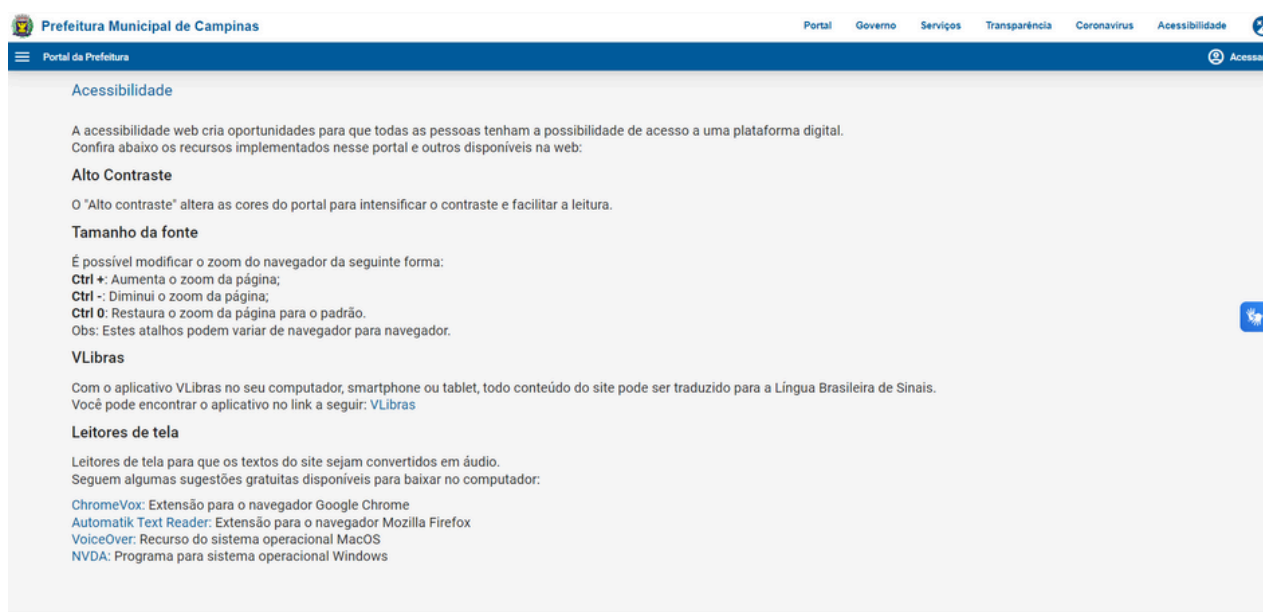 Prefeitura Municipal de Campinas
Portal Governo Serviços Transparência Coronavirus Acessibilidade
Portal da Prefeitura
Acessar
Acessibilidade
A acessibilidade web cria oportunidades para que todas as pessoas tenham a possibilidade de acesso a uma plataforma digital.
Confira abaixo os recursos implementados nesse portal e outros disponíveis na web:
Alto Contraste
O "Alto contraste" altera as cores do portal para intensificar o contraste e facilitar a leitura.
Tamanho da fonte
É possível modificar o zoom do navegador da seguinte forma:
Ctrl +: Aumenta o zoom da página;
Ctrl -: Diminui o zoom da página;
Ctrl 0: Restaura o zoom da página para o padrão.
Obs: Estes atalhos podem variar de navegador para navegador.
VLibras
Com o aplicativo VLibras no seu computador, smartphone ou tablet, todo conteúdo do site pode ser traduzido para a Língua Brasileira de Sinais.
Você pode encontrar o aplicativo no link a seguir: VLibras
Leitores de tela
Leitores de tela para que os textos do site sejam convertidos em áudio.
Seguem algumas sugestões gratuitas disponíveis para baixar no computador:
ChromeVox: Extensão para o navegador Google Chrome
Automatik Text Reader: Extensão para o navegador Mozilla Firefox
VoiceOver: Recurso do sistema operacional MacOS
NVDA: Programa para sistema operacional Windows